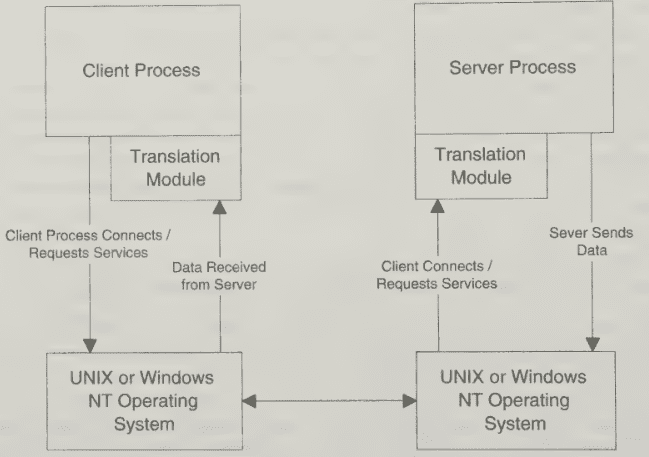 Client Process
Server Process
Translation
Module
Translation
Module
Client Process Connects /
Requests Services
Data Received
from Server
Client Connects /
Requests Services
Sever Sends
Data
UNIX or Windows
NT Operating
System
UNIX or Windows
NT Operating
System